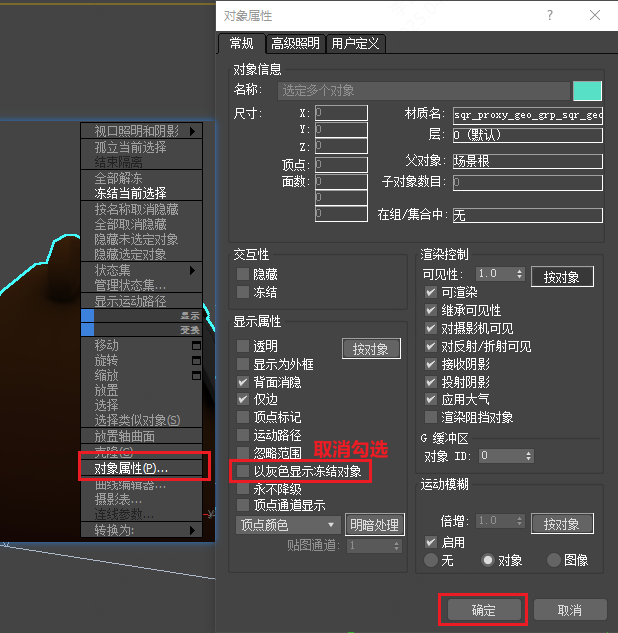 对象属性
常规
高级照明
用户定义
对象信息
名称:
选定多个对象
尺寸:
X:
0
Y:
0
Z:
0
顶点:
0
面数:
0
0
0
材质名:
sqr_proxy_geo_grp_sqr_geo
层:
0 (默认)
父对象:
场景根
子对象数目:
0
在组/集合中:
无
交互性
隐藏
冻结
显示属性
透明
按对象
显示为外框
背面消隐
仅边
顶点标记
运动路径
忽略范围
取消勾选
以灰色显示冻结对象
永不降级
顶点通道显示
顶点颜色
明暗处理
贴图通道:
1
渲染控制
可见性:
1.0
按对象
可渲染
继承可见性
对摄影机可见
对反射/折射可见
接收阴影
投射阴影
应用大气
渲染阻挡对象
G 缓冲区
对象 ID:
0
运动模糊
倍增:
1.0
按对象
启用
无
对象
图像
确定
取消
视口照明和阴影
孤立当前选择
结束隔离
全部解冻
冻结当前选择
按名称取消隐藏
全部取消隐藏
隐藏未选定对象
隐藏选定对象
状态集
管理状态集...
显示运动路径
显示
变换
移动
旋转
缩放
放置
选择
选择类似对象(S)
放置轴曲面
克隆(C)
对象属性(P)...
曲线编辑器...
摄影表...
连线参数...
转换为: